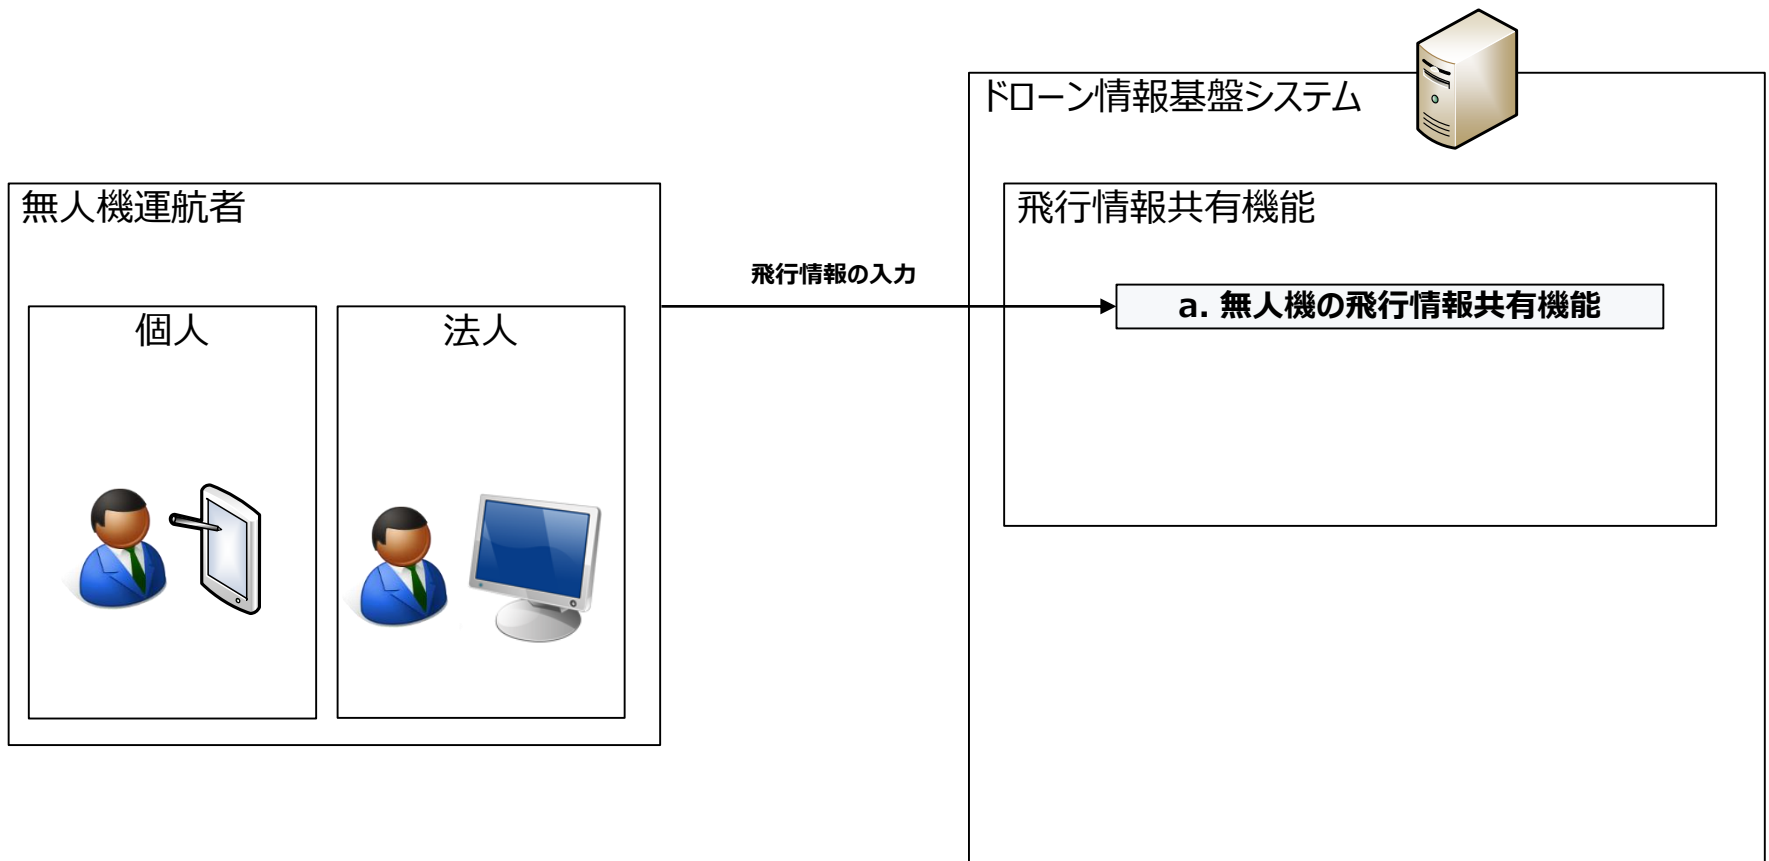 ドローン情報基盤システム
無人機運航者
飛行情報共有機能
飛行情報の入力
a. 無人機の飛行情報共有機能
個人
法人